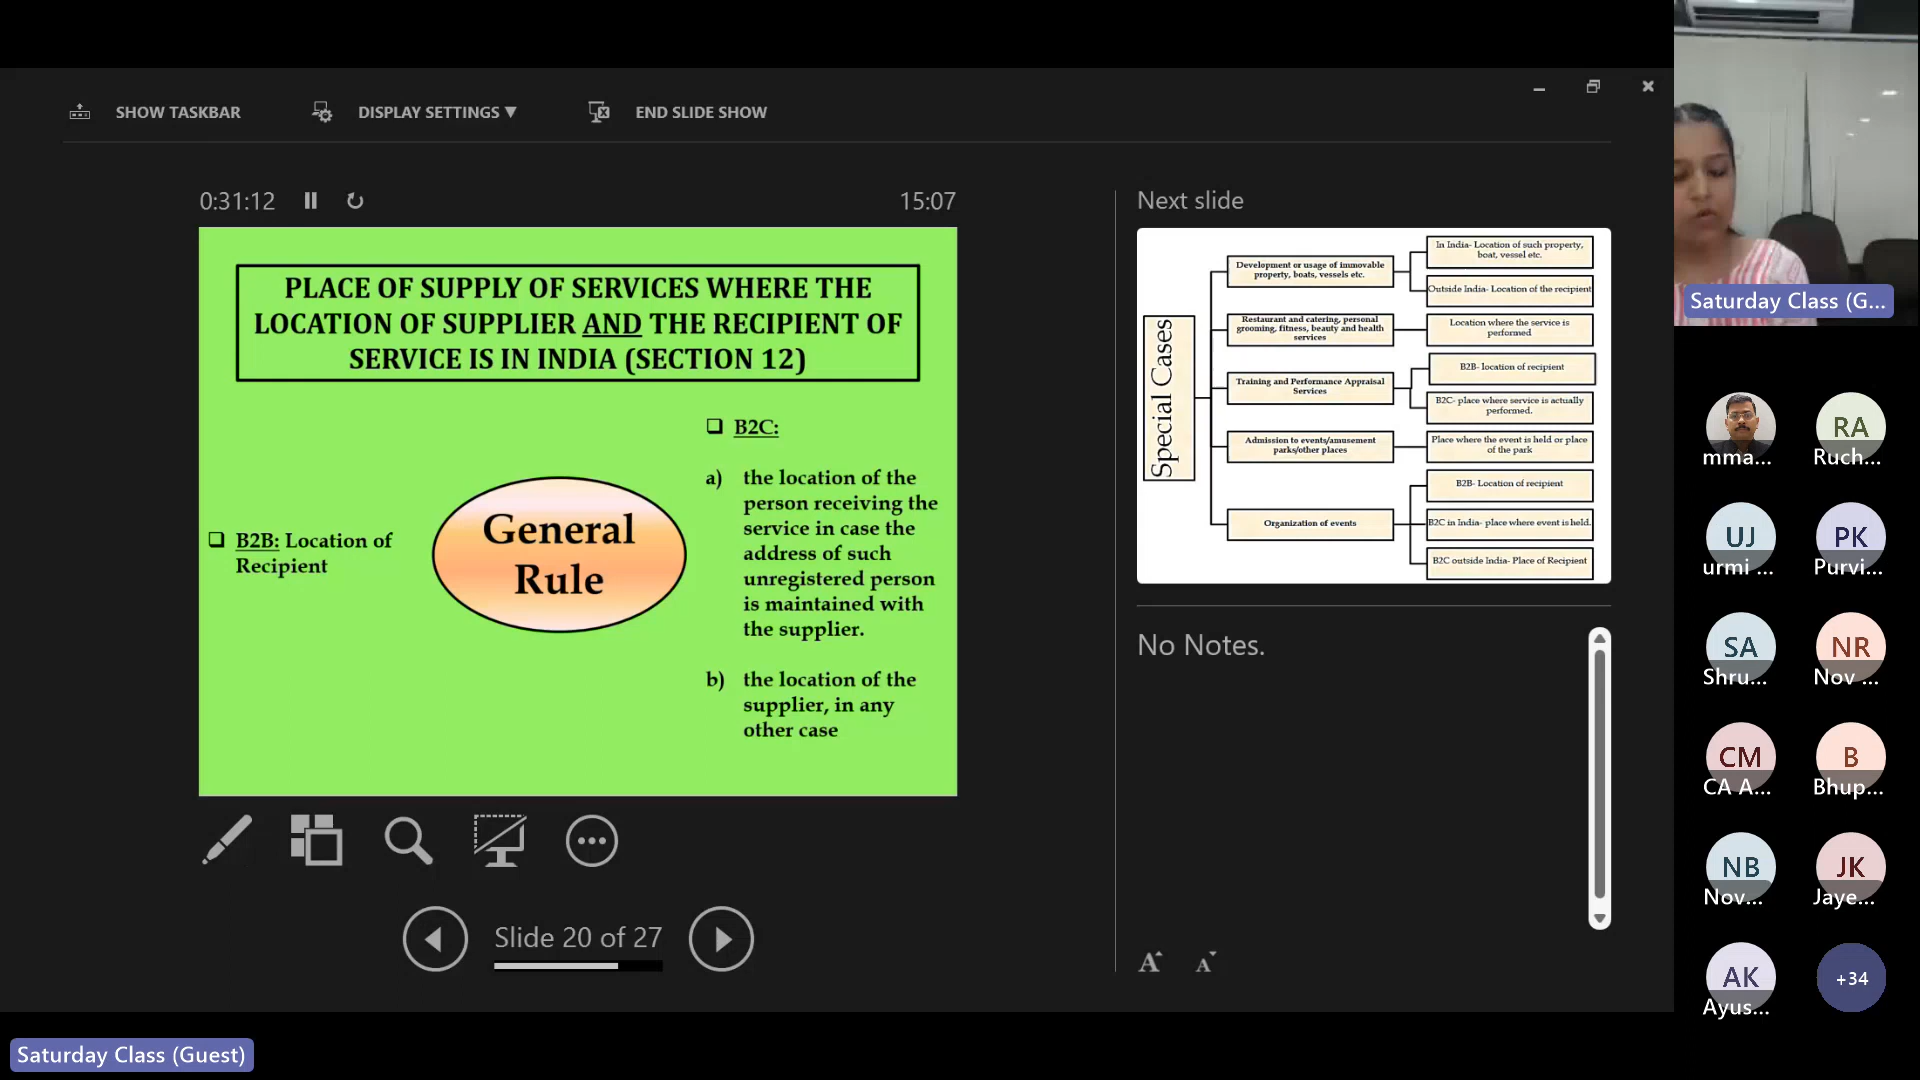 SHOW TASKBAR
DISPLAY SETTINGS ▼
END SLIDE SHOW
0:31:12
15:07
PLACE OF SUPPLY OF SERVICES WHERE THE
LOCATION OF SUPPLIER AND THE RECIPIENT OF
SERVICE IS IN INDIA (SECTION 12)
B2B: Location of
Recipient
General
Rule
B2C:
a) the location of the
person receiving the
service in case the
address of such
unregistered person
is maintained with
the supplier.
b) the location of the
supplier, in any
other case
Slide 20 of 27
Next slide
Special Cases
Development or usage of immovable
property, boats, vessels etc.
In India- Location of such property,
boat, vessel etc.
Outside India- Location of the recipient
Restaurant and catering, personal
grooming, fitness, beauty and health
services
Location where the service is
performed
Training and Performance Appraisal
Services
B2B- location of recipient
B2C- place where service is actually
performed.
Admission to events/amusement
parks/other places
Place where the event is held or place
of the park
Organization of events
B2B- Location of recipient
B2C in India- place where event is held.
B2C outside India- Place of Recipient
No Notes.
A A
Saturday Class (G...
mma...
RA
Ruch...
UJ
urmi ...
PK
Purvi...
SA
Shru...
NR
Nov ...
CM
CA A...
B
Bhup...
NB
Nov...
JK
Jaye...
AK
Ayus...
+34
Saturday Class (Guest)